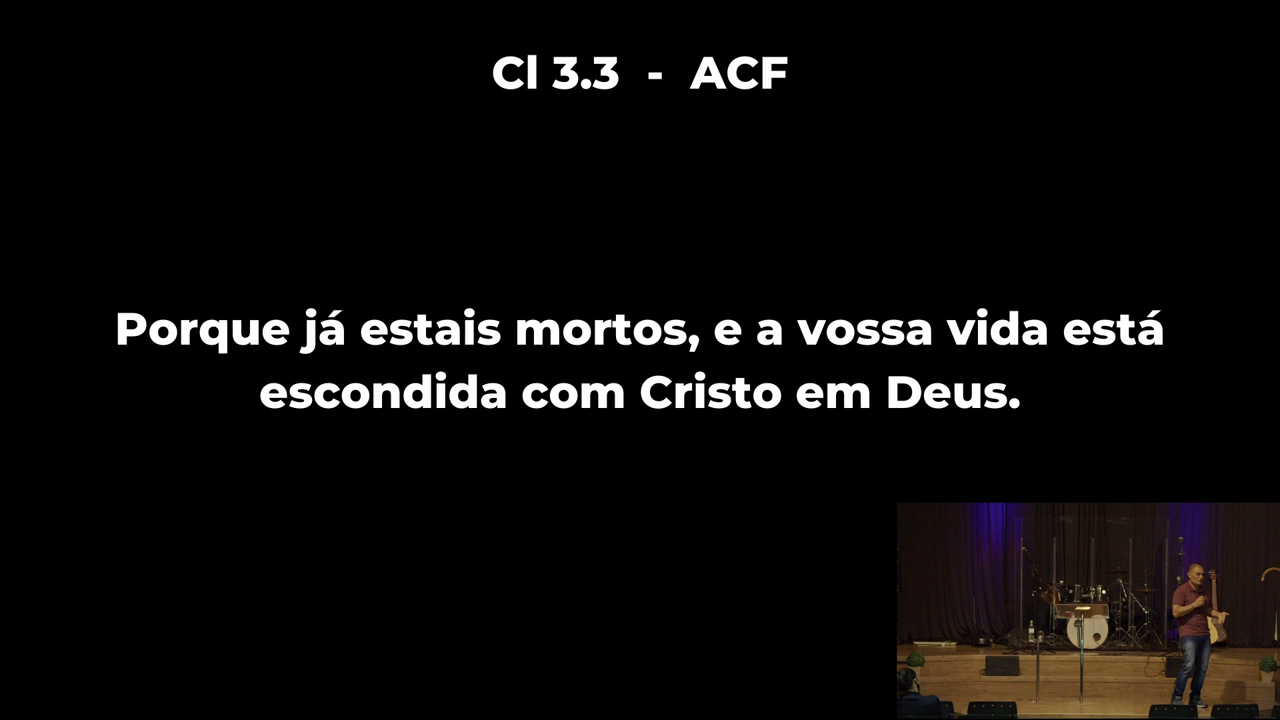 Cl 3.3 - ACF
Porque já estais mortos, e a vossa vida está
escondida com Cristo em Deus.